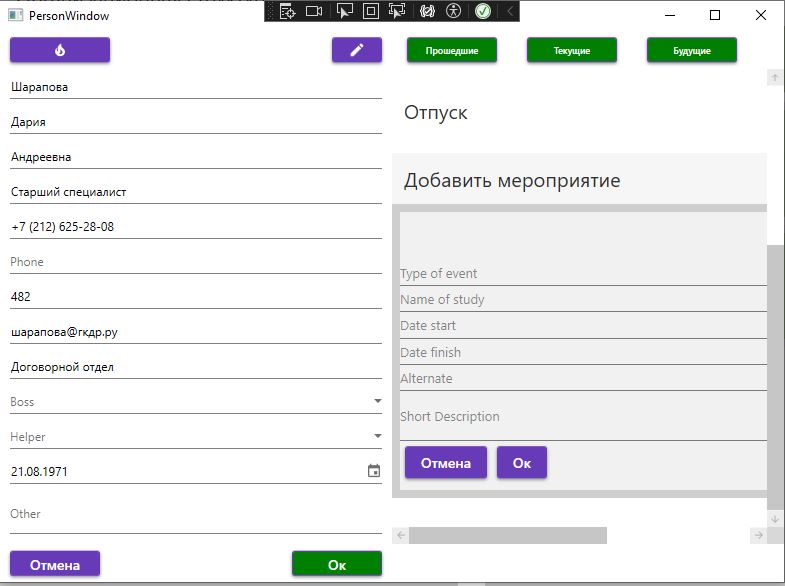 PersonWindow
Прошедшие
Текущие
Будущие
Шарапова
Дария
Андреевна
Старший специалист
+7 (212) 625-28-08
Phone
482
шарапова@гкдр.ру
Договорной отдел
Boss
Helper
21.08.1971
Other
Отмена
Ок
Отпуск
Добавить мероприятие
Type of event
Name of study
Date start
Date finish
Alternate
Short Description
Отмена
Ок